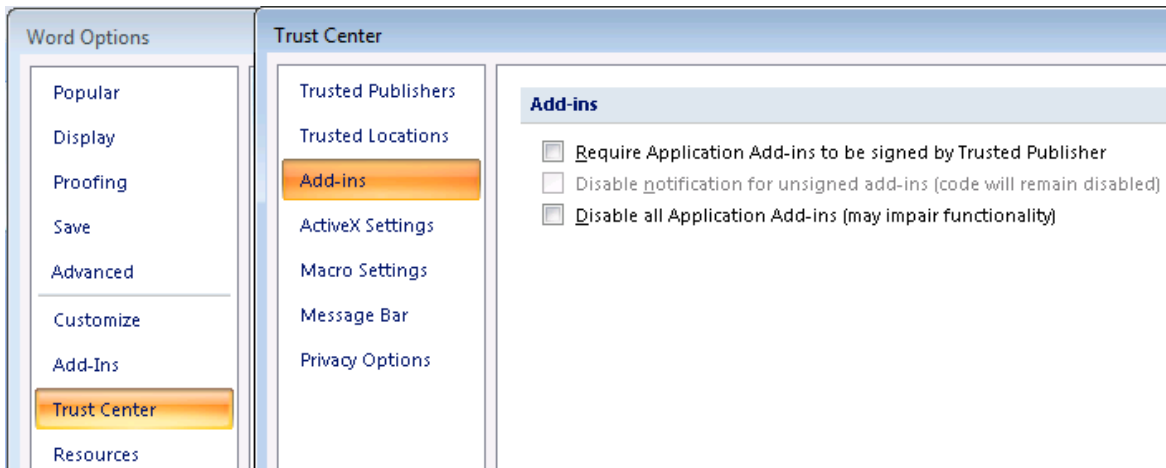 Word Options
Popular
Display
Proofing
Save
Advanced
Customize
Add-Ins
Trust Center
Resources
Trust Center
Trusted Publishers
Trusted Locations
Add-ins
ActiveX Settings
Macro Settings
Message Bar
Privacy Options
Add-ins
Require Application Add-ins to be signed by Trusted Publisher
Disable notification for unsigned add-ins (code will remain disabled)
Disable all Application Add-ins (may impair functionality)